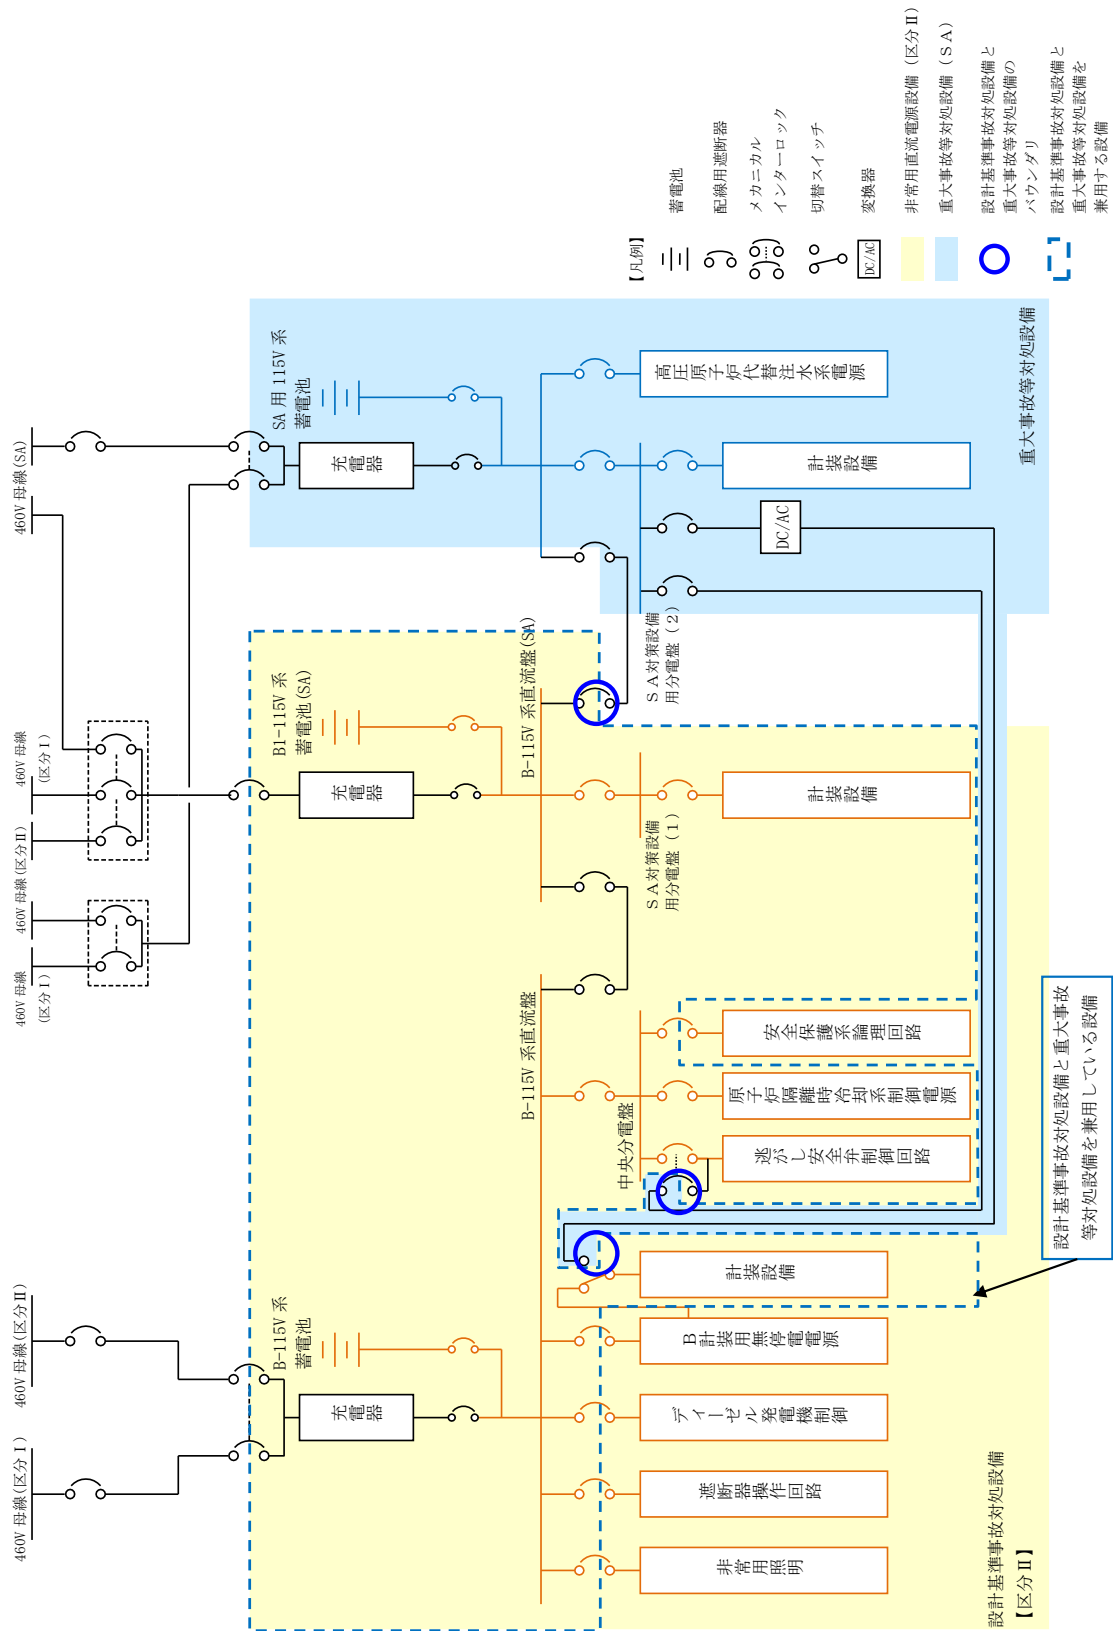 460V 母線(区分Ⅰ)
460V 母線(区分Ⅱ)
460V 母線
(区分Ⅰ)
460V 母線(区分Ⅱ)
460V 母線
(区分Ⅰ)
460V 母線(SA)
B-115V 系
蓄電池
充電器
B1-115V 系
蓄電池(SA)
充電器
SA 用 115V 系
蓄電池
充電器
B-115V 系直流盤
B-115V 系直流盤(SA)
中央分電盤
ＳＡ対策設備
用分電盤（１）
ＳＡ対策設備
用分電盤（２）
非常用照明
遮断器操作回路
ディーゼル発電機制御
B計装用無停電電源
計装設備
逃がし安全弁制御回路
原子炉隔離時冷却系制御電源
安全保護系論理回路
計装設備
DC/AC
計装設備
高圧原子炉代替注水系電源
設計基準事故対処設備
【区分Ⅱ】
重大事故等対処設備
設計基準事故対処設備と重大事故
等対処設備を兼用している設備
【凡例】
蓄電池
配線用遮断器
メカニカル
インターロック
切替スイッチ
DC/AC
変換器
非常用直流電源設備（区分Ⅱ）
重大事故等対処設備（ＳＡ）
設計基準事故対処設備と
重大事故等対処設備の
バウンダリ
設計基準事故対処設備と
重大事故等対処設備を
兼用する設備